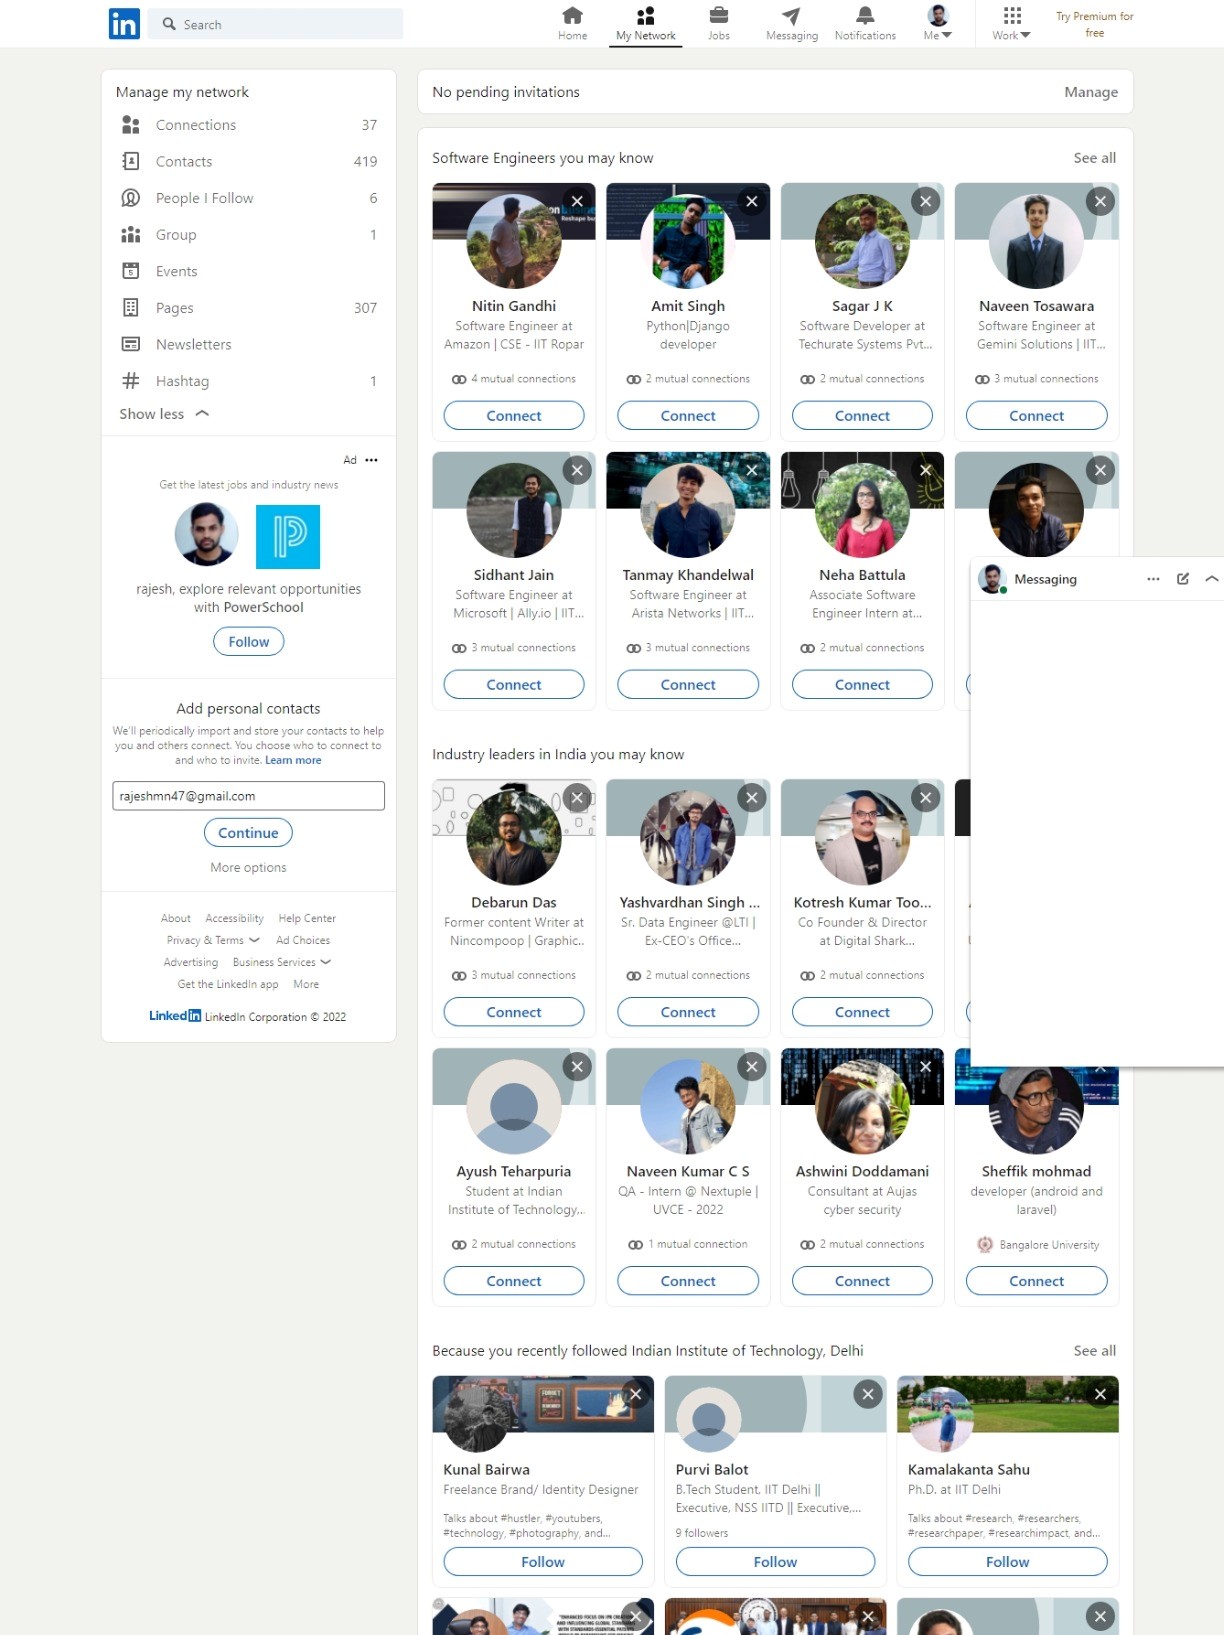 in
Search
Home
My Network
Jobs
Messaging
Notifications
Me
Work
Try Premium for
free
Manage my network
Connections 37
Contacts 419
People I Follow 6
Group 1
Events
Pages 307
Newsletters
Hashtag 1
Show less
Ad
Get the latest jobs and industry news
rajesh, explore relevant opportunities
with PowerSchool
Follow
Add personal contacts
We'll periodically import and store your contacts to help
you and others connect. You choose who to connect to
and who to invite. Learn more
rajeshmn47@gmail.com
Continue
More options
About Accessibility Help Center
Privacy & Terms Ad Choices
Advertising Business Services
Get the LinkedIn app More
Linkedin LinkedIn Corporation © 2022
No pending invitations
Manage
Software Engineers you may know
See all
Reshape bus
Nitin Gandhi
Software Engineer at
Amazon | CSE - IIT Ropar
4 mutual connections
Connect
Amit Singh
Python|Django
developer
2 mutual connections
Connect
Sagar J K
Software Developer at
Techurate Systems Pvt...
2 mutual connections
Connect
Naveen Tosawara
Software Engineer at
Gemini Solutions | IIT...
3 mutual connections
Connect
Sidhant Jain
Software Engineer at
Microsoft | Ally.io | IIT...
3 mutual connections
Connect
Tanmay Khandelwal
Software Engineer at
Arista Networks | IIT...
3 mutual connections
Connect
Neha Battula
Associate Software
Engineer Intern at...
2 mutual connections
Connect
Messaging
Industry leaders in India you may know
Debarun Das
Former content Writer at
Nincompoop | Graphic..
3 mutual connections
Connect
Yashvardhan Singh ...
Sr. Data Engineer @LTI |
Ex-CEO's Office...
2 mutual connections
Connect
Kotresh Kumar Too...
Co Founder & Director
at Digital Shark...
2 mutual connections
Connect
Ayush Teharpuria
Student at Indian
Institute of Technology..
2 mutual connections
Connect
Naveen Kumar C S
QA - Intern @ Nextuple |
UVCE - 2022
1 mutual connection
Connect
Ashwini Doddamani
Consultant at Aujas
cyber security
2 mutual connections
Connect
Sheffik mohmad
developer (android and
laravel)
Bangalore University
Connect
Because you recently followed Indian Institute of Technology, Delhi
See all
Kunal Bairwa
Freelance Brand/ Identity Designer
Talks about #hustler, #youtubers,
#technology, #photography, and...
Follow
Purvi Balot
B.Tech Student, IIT Delhi ||
Executive, NSS IITD || Executive,...
9 followers
Follow
Kamalakanta Sahu
Ph.D. at IIT Delhi
Talks about #research, #researchers,
#researchpaper, #researchimpact, and...
Follow